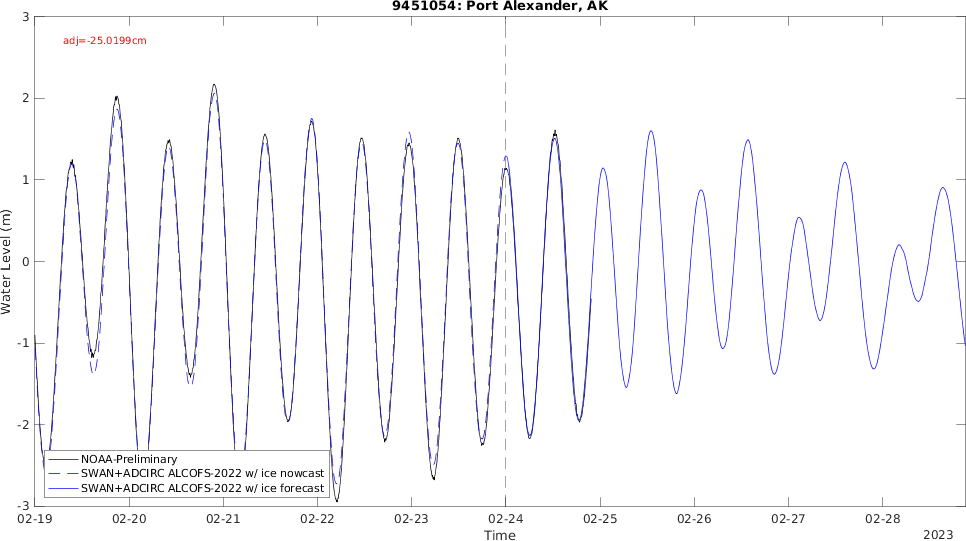 9451054: Port Alexander, AK
adj=-25.0199cm
3
2
1
0
-1
-2
-3
Water Level (m)
NOAA-Preliminary
SWAN+ADCIRC ALCOFS-2022 w/ ice nowcast
SWAN+ADCIRC ALCOFS-2022 w/ ice forecast
02-19 02-20 02-21 02-22 02-23 02-24 02-25 02-26 02-27 02-28
Time
2023